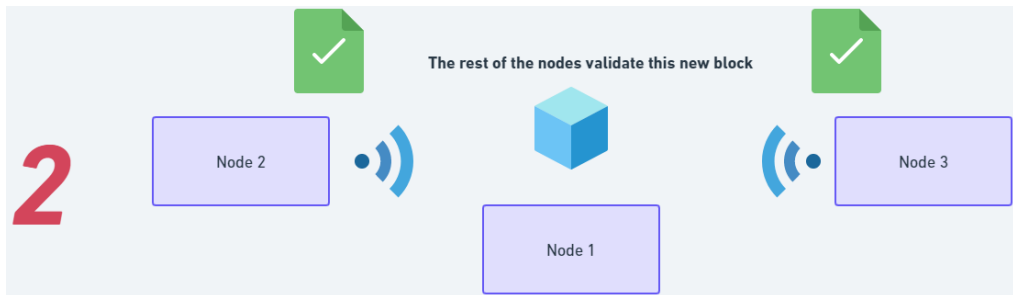 The rest of the nodes validate this new block
2
Node 2
Node 3
Node 1